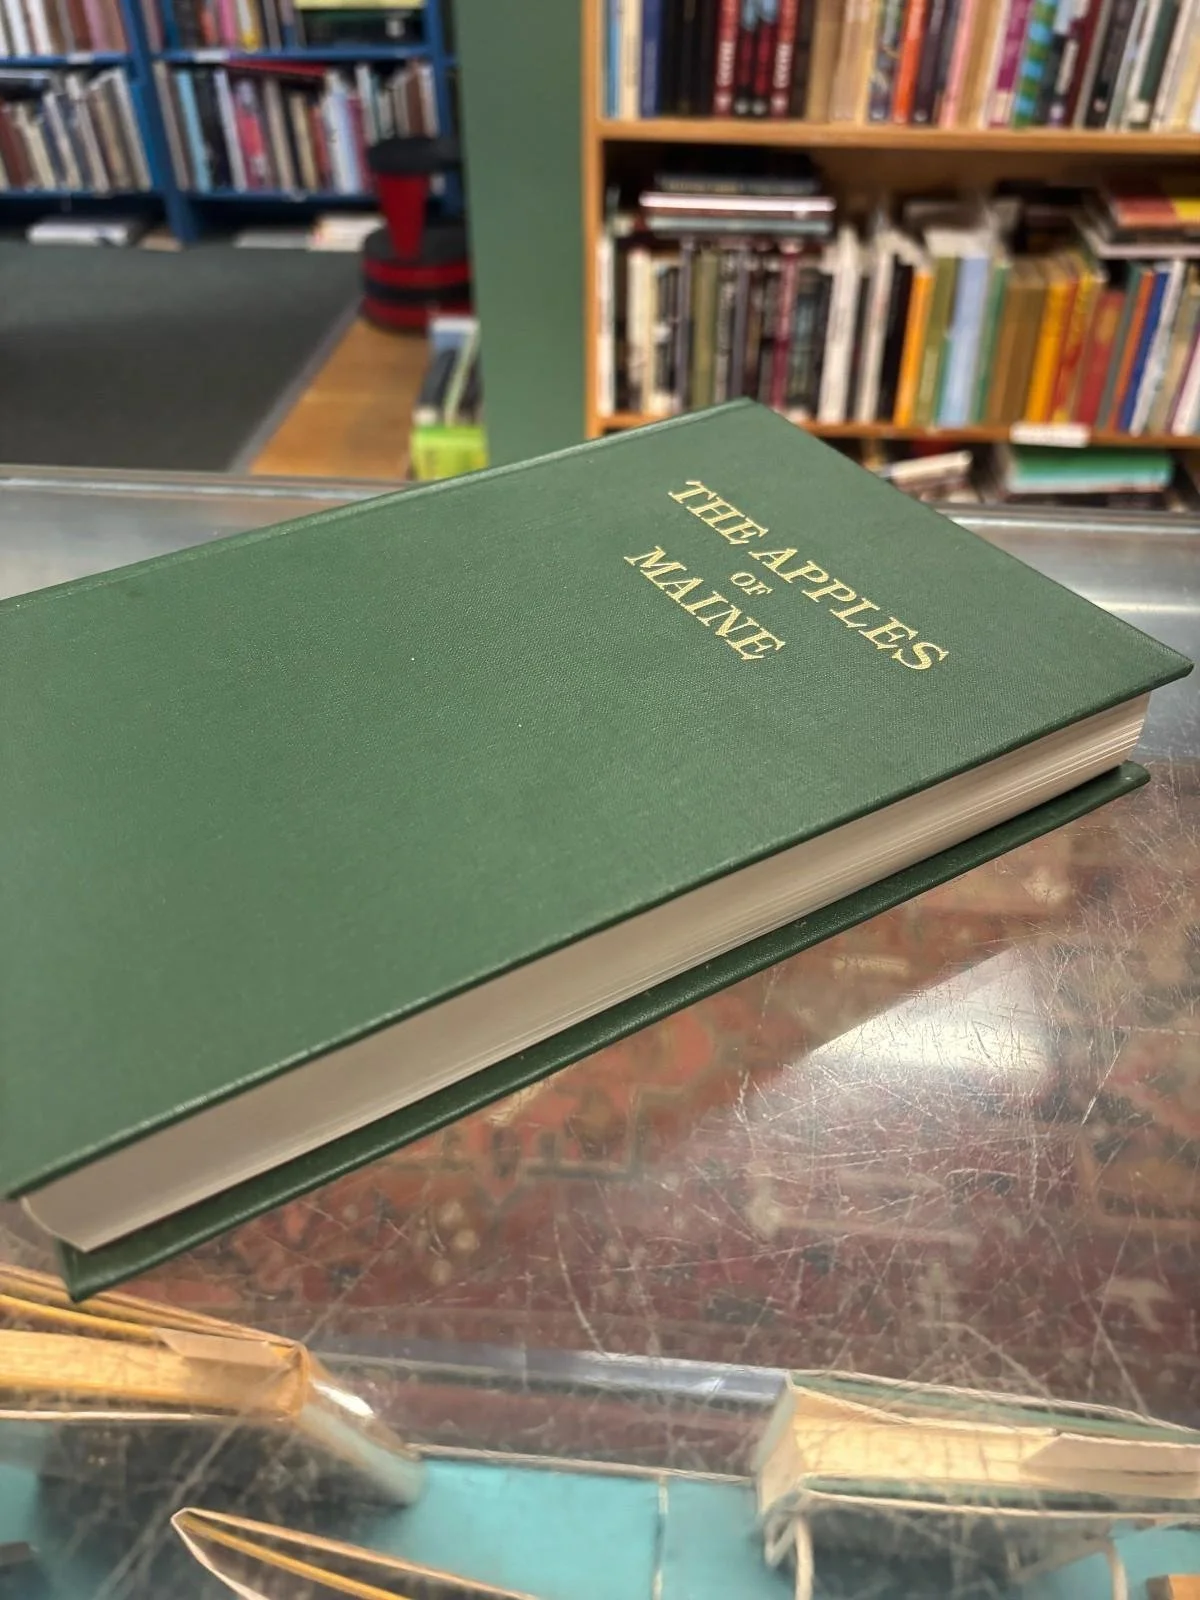 THE APPLES
OF
MAINE